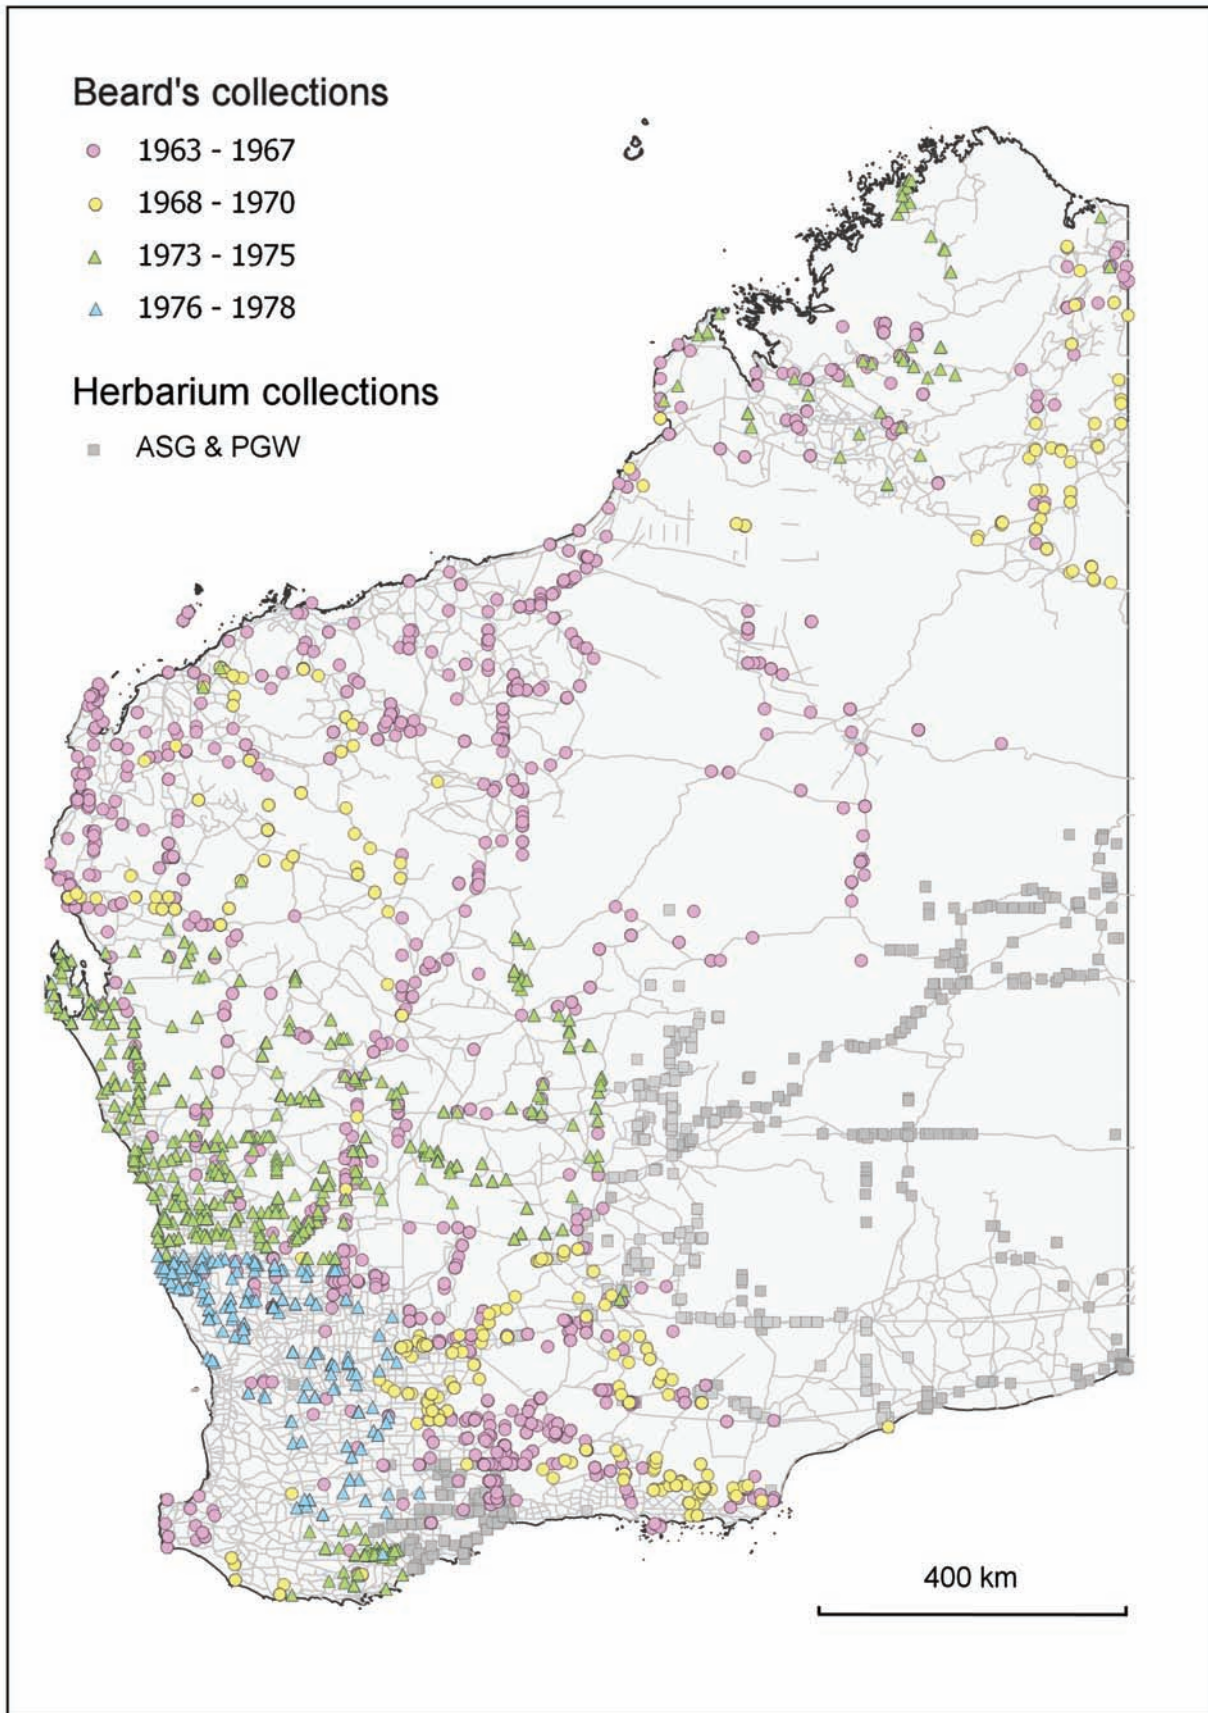 Beard's collections
1963 - 1967
1968 - 1970
1973 - 1975
1976 - 1978
Herbarium collections
ASG & PGW
400 km